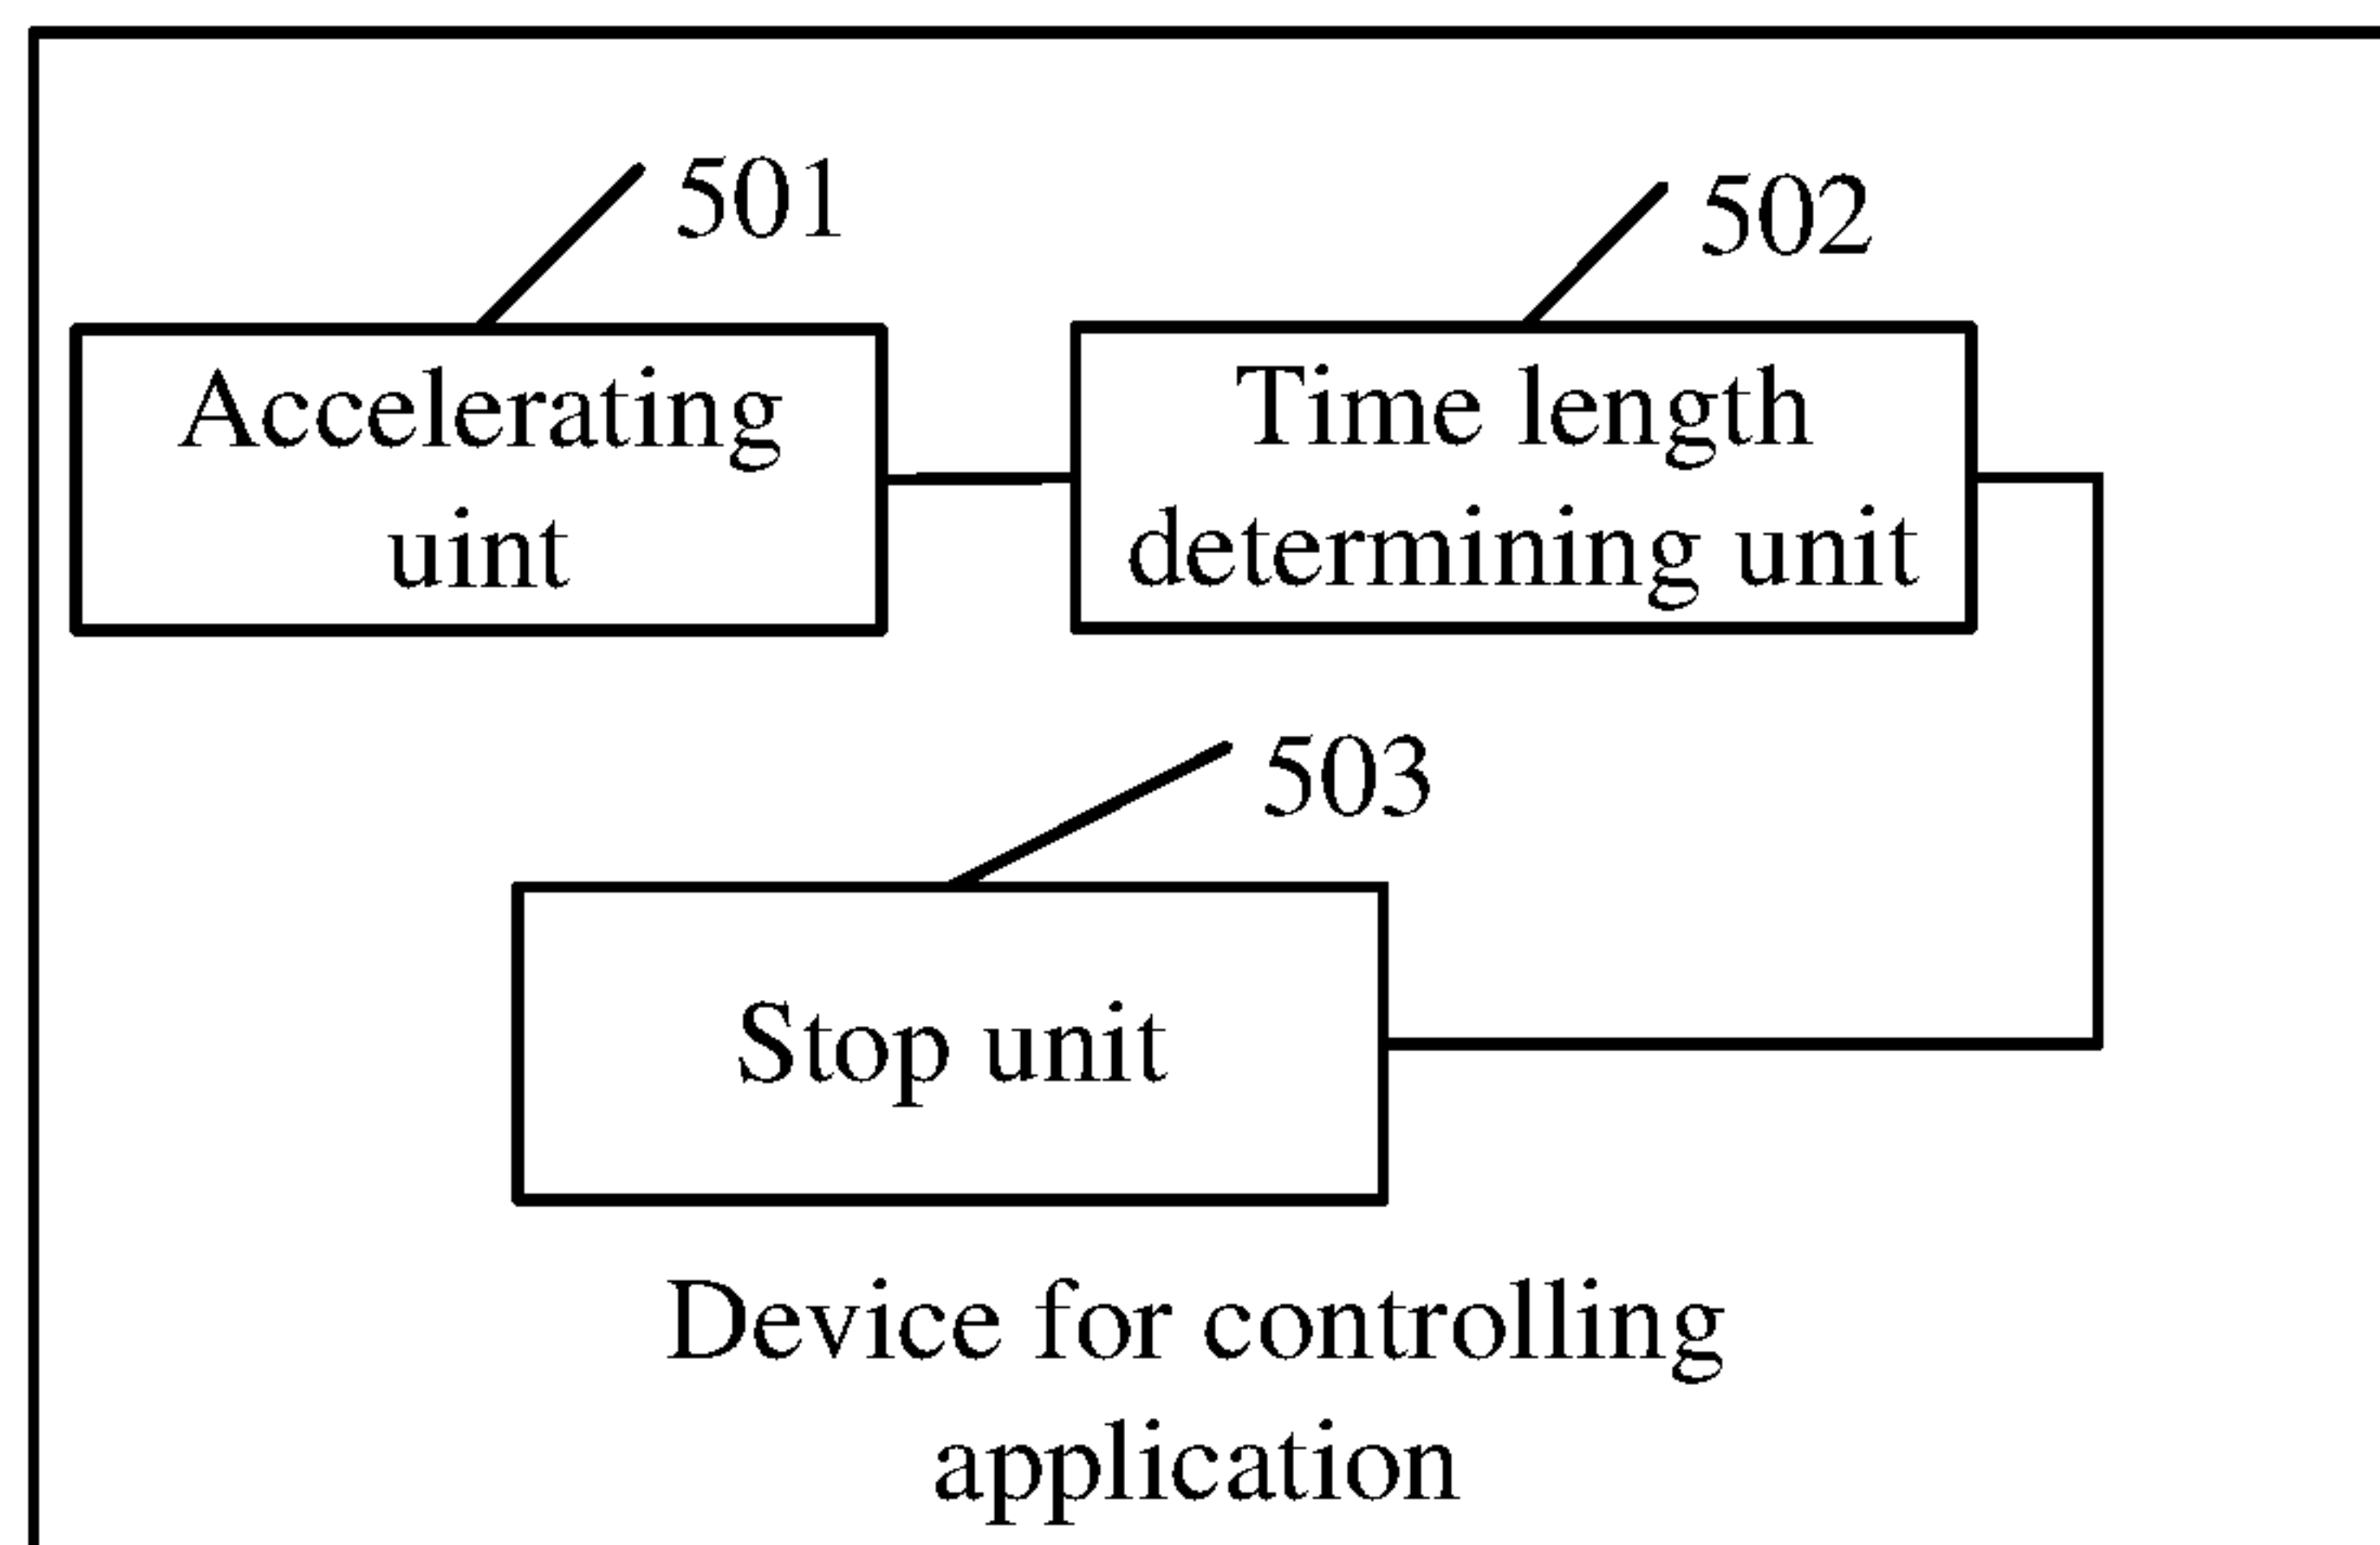 501
502
Accelerating
uint
Time length
determining unit
503
Stop unit
Device for controlling
application